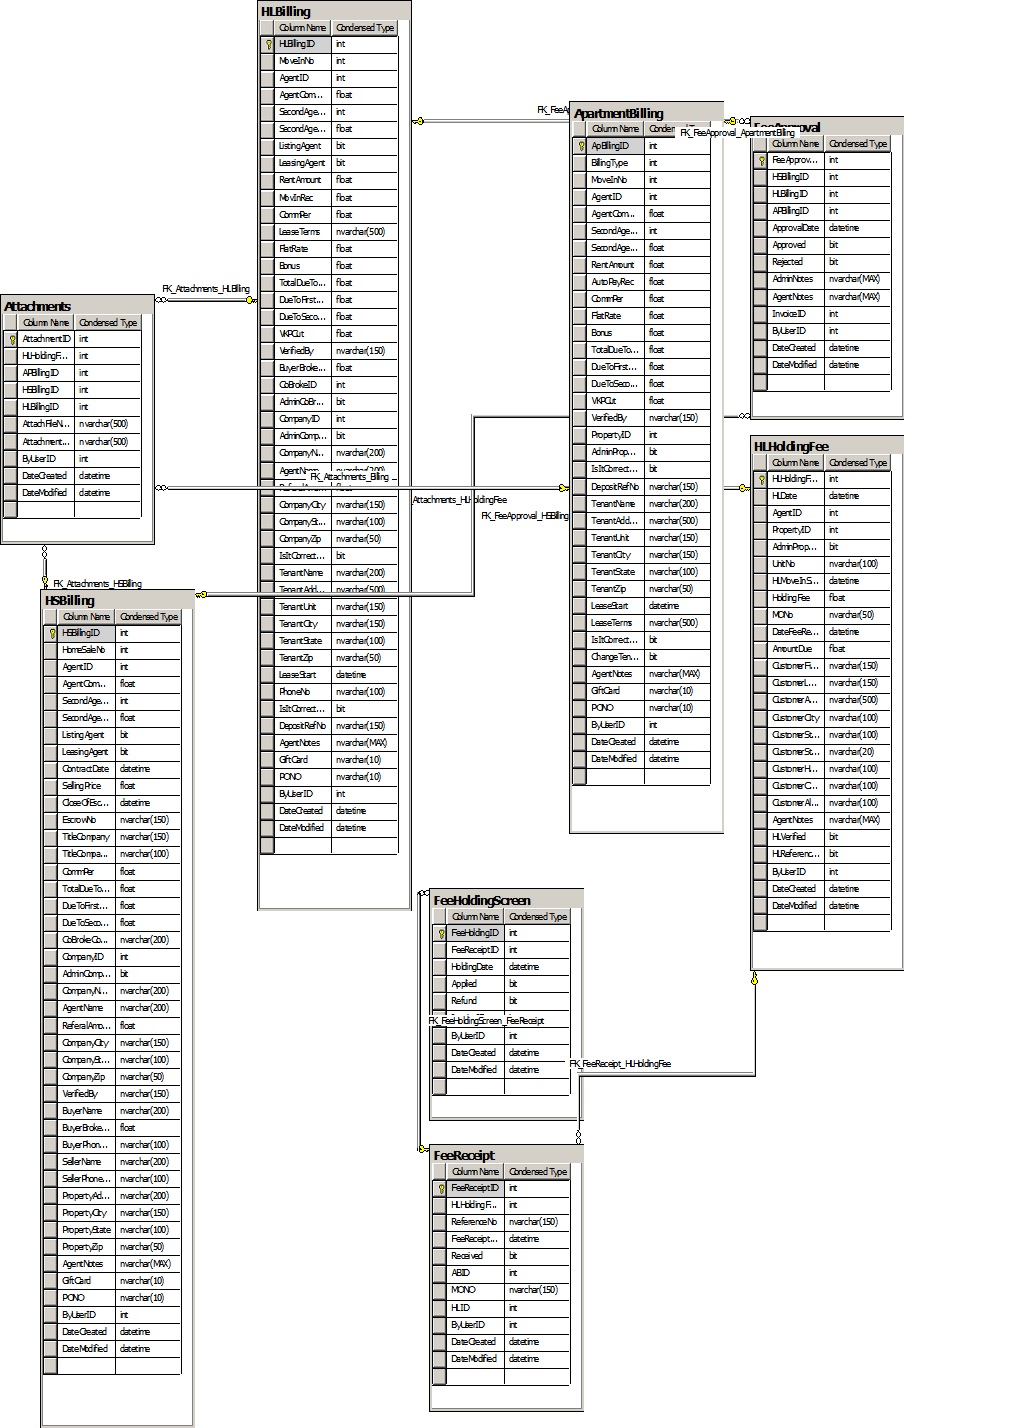 HLBilling
Column Name Condensed Type
HLBillingID int
MoveInNo int
AgentID int
AgentCom... float
SecondAge... int
SecondAge... float
ListingAgent bit
LeasingAgent bit
RentAmount float
MovInRec float
CommPer float
LeaseTerms nvarchar(500)
FlatRate float
Bonus float
TotalDueTo... float
DueToFirst... float
DueToSeco... float
VKPCut float
VerifiedBy nvarchar(150)
BuyerBroke... float
CoBrokeID int
AdminCoBr... bit
CompanyID int
AdminComp... bit
CompanyN... nvarchar(200)
AgentName nvarchar(200)
CompanyCity nvarchar(150)
CompanySt... nvarchar(100)
CompanyZip nvarchar(50)
IsItCorrect... bit
TenantName nvarchar(200)
TenantAdd... nvarchar(500)
TenantUnit nvarchar(150)
TenantCity nvarchar(150)
TenantState nvarchar(100)
TenantZip nvarchar(50)
LeaseStart datetime
PhoneNo nvarchar(100)
IsItCorrect... bit
DepositRefNo nvarchar(150)
AgentNotes nvarchar(MAX)
GiftCard nvarchar(10)
PONO nvarchar(10)
ByUserID int
DateCreated datetime
DateModified datetime
FK_FeeAp
ApartmentBilling
Column Name
ApBillingID int
BillingType int
MoveInNo int
AgentID int
AgentCom... float
SecondAge... int
SecondAge... float
RentAmount float
AutoPayRec float
CommPer float
FlatRate float
Bonus float
TotalDueTo... float
DueToFirst... float
DueToSeco... float
VKPCut float
VerifiedBy nvarchar(150)
PropertyID int
AdminProp... bit
IsItCorrect... bit
DepositRefNo nvarchar(150)
TenantName nvarchar(200)
TenantAdd... nvarchar(500)
TenantUnit nvarchar(150)
TenantCity nvarchar(150)
TenantState nvarchar(100)
TenantZip nvarchar(50)
LeaseStart datetime
LeaseTerms nvarchar(500)
IsItCorrect... bit
ChangeTen... bit
AgentNotes nvarchar(MAX)
GiftCard nvarchar(10)
PONO nvarchar(10)
ByUserID int
DateCreated datetime
DateModified datetime
FK_FeeApproval_ApartmentBilling
FeeApproval
Column Name Condensed Type
FeeApprov... int
HSBillingID int
HLBillingID int
APBillingID int
ApprovalDate datetime
Approved bit
Rejected bit
AdminNotes nvarchar(MAX)
AgentNotes nvarchar(MAX)
InvoiceID int
ByUserID int
DateCreated datetime
DateModified datetime
FK_Attachments_HLBilling
Attachments
Column Name Condensed Type
AttachmentID int
HLHoldingF... int
APBillingID int
HSBillingID int
HLBillingID int
AttachFileN... nvarchar(500)
Attachment... nvarchar(500)
ByUserID int
DateCreated datetime
DateModified datetime
FK_Attachments_Billing
Attachments_HLHoldingFee
FK_FeeApproval_HSBilling
HLHoldingFee
Column Name Condensed Type
HLHoldingF... int
HLDate datetime
AgentID int
PropertyID int
AdminProp... bit
UnitNo nvarchar(100)
HLMoveInS... datetime
HoldingFee float
MONo nvarchar(50)
DateFeeRe... datetime
AmountDue float
CustomerFi... nvarchar(150)
CustomerL... nvarchar(150)
CustomerA... nvarchar(500)
CustomerCity nvarchar(100)
CustomerSt... nvarchar(100)
CustomerSt... nvarchar(20)
CustomerH... nvarchar(100)
CustomerC... nvarchar(100)
CustomerAl... nvarchar(100)
AgentNotes nvarchar(MAX)
HLVerified bit
HLReferenc... bit
ByUserID int
DateCreated datetime
DateModified datetime
FK_Attachments_HSBilling
HSBilling
Column Name Condensed Type
HSBillingID int
HomeSaleNo int
AgentID int
AgentCom... float
SecondAge... int
SecondAge... float
ListingAgent bit
LeasingAgent bit
ContractDate datetime
SellingPrice float
CloseOfEsc... datetime
EscrowNo nvarchar(150)
TitleCompany nvarchar(150)
TitleCompa... nvarchar(100)
CommPer float
TotalDueTo... float
DueToFirst... float
DueToSeco... float
CoBrokeCo... nvarchar(200)
CompanyID int
AdminComp... bit
CompanyN... nvarchar(200)
AgentName nvarchar(200)
ReferalAmo... float
CompanyCity nvarchar(150)
CompanySt... nvarchar(100)
CompanyZip nvarchar(50)
VerifiedBy nvarchar(150)
BuyerName nvarchar(200)
BuyerBroke... float
BuyerPhon... nvarchar(100)
SellerName nvarchar(200)
SellerPhone... nvarchar(100)
PropertyAd... nvarchar(200)
PropertyCity nvarchar(150)
PropertyState nvarchar(100)
PropertyZip nvarchar(50)
AgentNotes nvarchar(MAX)
GiftCard nvarchar(10)
PONO nvarchar(10)
ByUserID int
DateCreated datetime
DateModified datetime
FeeHoldingScreen
Column Name Condensed Type
FeeHoldingID int
FeeReceiptID int
HoldingDate datetime
Applied bit
Refund bit
FK_FeeHoldingScreen_FeeReceipt
ByUserID int
DateCreated datetime
DateModified datetime
FK_FeeReceipt_HLHoldingFee
FeeReceipt
Column Name Condensed Type
FeeReceiptID int
HLHoldingF... int
ReferenceNo nvarchar(150)
FeeReceipt... datetime
Received bit
ABID int
MONO nvarchar(150)
HLID int
ByUserID int
DateCreated datetime
DateModified datetime